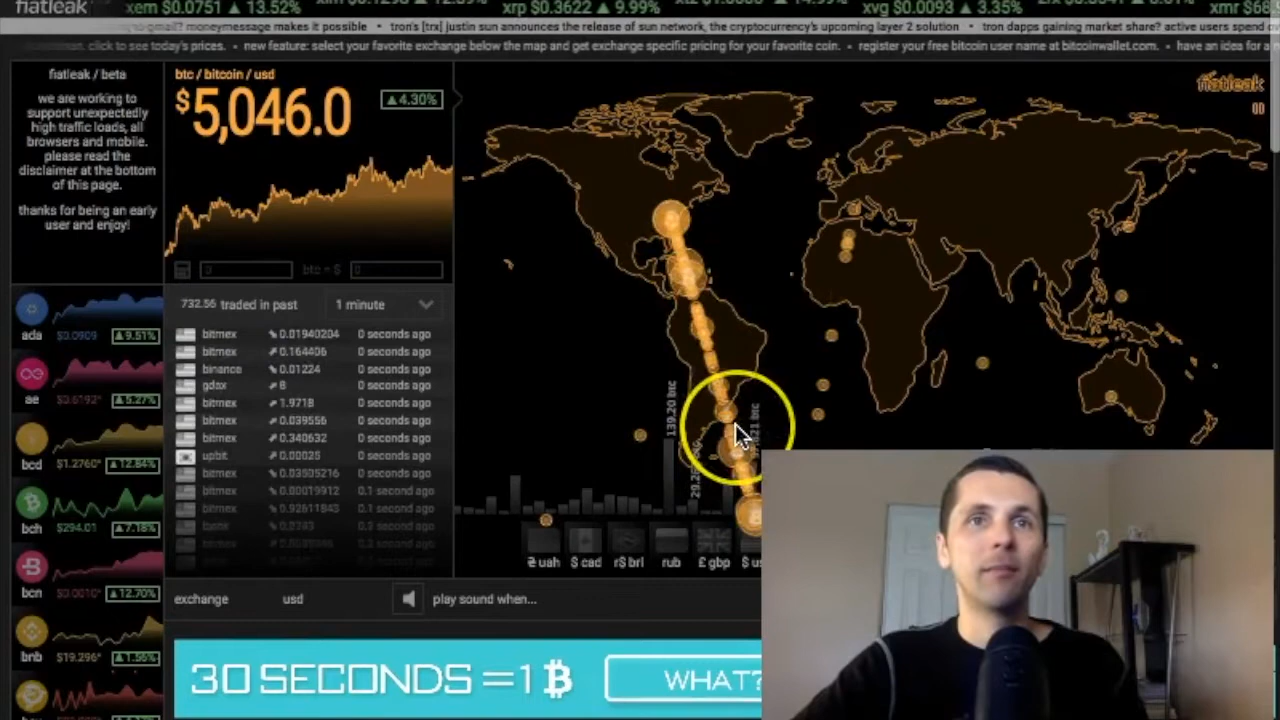 fiatleak
xem $0.0751 ▲ 13.52%
xrp $0.3622 ▲ 9.99%
xvg $0.0093 ▲ 3.35%
moneymessage makes it possible • tron's [trx] justin sun announces the release of sun network, the cryptocurrency's upcoming layer 2 solution • tron dapps gaining market share? active users spend
click to see today's prices. • new feature: select your favorite exchange below the map and get exchange specific pricing for your favorite coin. • register your free bitcoin user name at bitcoinwallet.com. • have an idea for a
fiatleak / beta
we are working to
support unexpectedly
high traffic loads, all
browsers and mobile.
please read the
disclaimer at the bottom
of this page.
thanks for being an early
user and enjoy!
btc / bitcoin / usd
$5,046.0
▲4.30%
fiatleak
0
btc = $
0
732.56 traded in past
1 minute
bitmex 0.01940204 0 seconds ago
bitmex 0.164406 0 seconds ago
binance 0.01224 0 seconds ago
gdax 8 0 seconds ago
bitmex 1.9718 0 seconds ago
bitmex 0.039556 0 seconds ago
bitmex 0.340632 0 seconds ago
upbit 0.00025 0 seconds ago
bitmex 0.03505216 0 seconds ago
bitmex 0.00019912 0.1 second ago
bitmex 0.92611843 0.1 second ago
ada
$0.0909 ▲9.51%
ae
$0.6192* ▲5.27%
bcd
$1.2760* ▲12.84%
bch
$294.01 ▲7.18%
bcn
$0.0010* ▲12.70%
bnb
$19.296* ▲1.56%
139.20 btc
₴ uah
$ cad
r$ brl
rub
£ gbp
exchange
usd
play sound when...
30 SECONDS =1 ₿
WHAT?